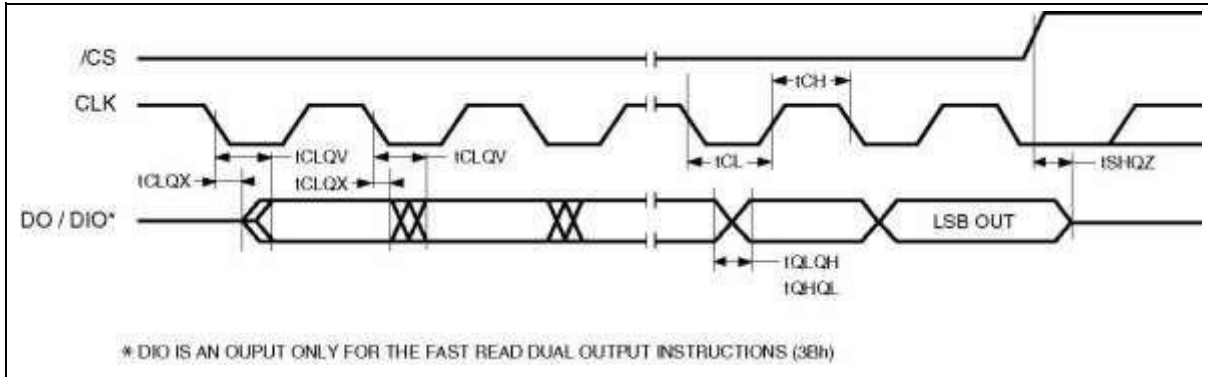 /CS
CLK
tCH
tCLQV
tCLQV
tCL
tSHQZ
tCLQX
tCLQX
DO / DIO*
LSB OUT
tQLQH
tQHQL
* DIO IS AN OUPUT ONLY FOR THE FAST READ DUAL OUTPUT INSTRUCTIONS (3Bh)